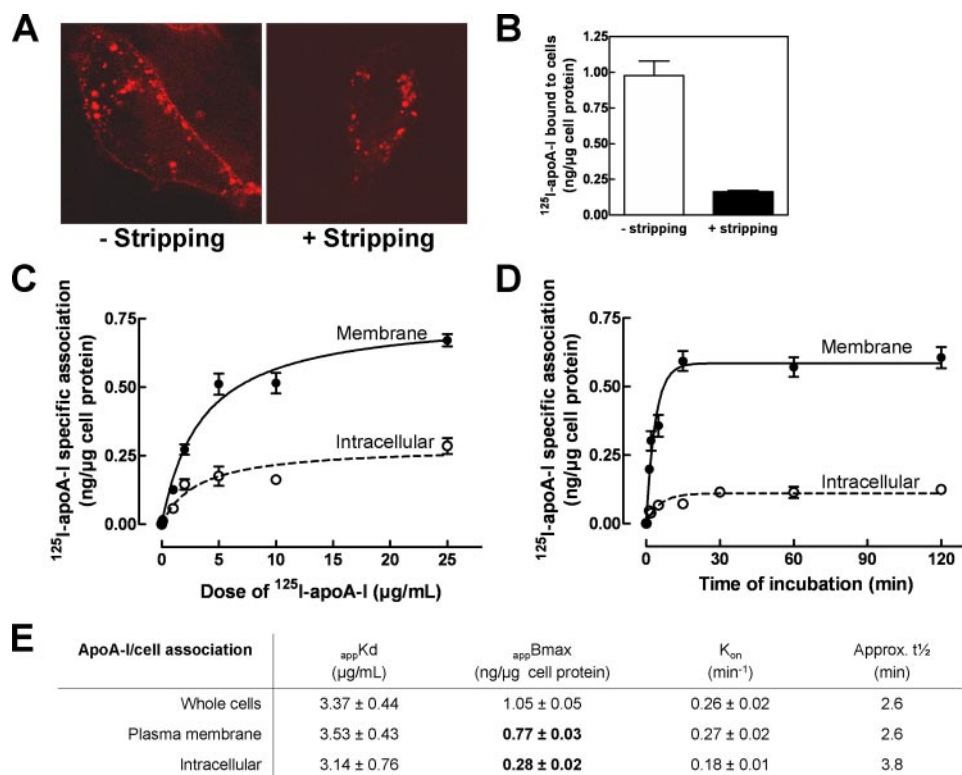 A
- Stripping
+ Stripping
B
¹²⁵I-apoA-I bound to cells
(ng/µg cell protein)
1.25
1.00
0.75
0.50
0.25
0.00
- stripping
+ stripping
C
¹²⁵I-apoA-I specific association
(ng/µg cell protein)
0.75
0.50
0.25
0.00
Membrane
Intracellular
0 5 10 15 20 25
Dose of ¹²⁵I-apoA-I (µg/mL)
D
¹²⁵I-apoA-I specific association
(ng/µg cell protein)
0.75
0.50
0.25
0.00
Membrane
Intracellular
0 30 60 90 120
Time of incubation (min)
E
ApoA-I/cell association appKd appBmax Kon Approx. t½
(µg/mL) (ng/µg cell protein) (min⁻¹) (min)
Whole cells 3.37 ± 0.44 1.05 ± 0.05 0.26 ± 0.02 2.6
Plasma membrane 3.53 ± 0.43 0.77 ± 0.03 0.27 ± 0.02 2.6
Intracellular 3.14 ± 0.76 0.28 ± 0.02 0.18 ± 0.01 3.8